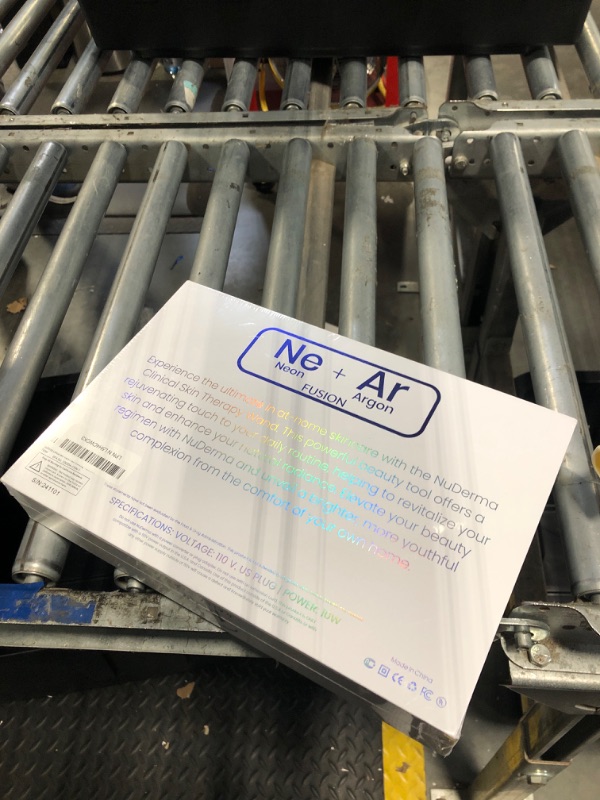 Ne + Ar
Neon Argon
FUSION
Experience the ultimate in at-home skincare with the NuDerma
Clinical Skin Therapy Wand. This powerful beauty tool offers a
rejuvenating touch to your daily routine, helping to revitalize your
skin and enhance your natural radiance. Elevate your beauty
regimen with NuDerma and unveil a brighter, more youthful
complexion from the comfort of your own home.
S/N:241101
SPECIFICATIONS: VOLTAGE: 110 V, US PLUG | POWER: 10W
Made in China
CE FC